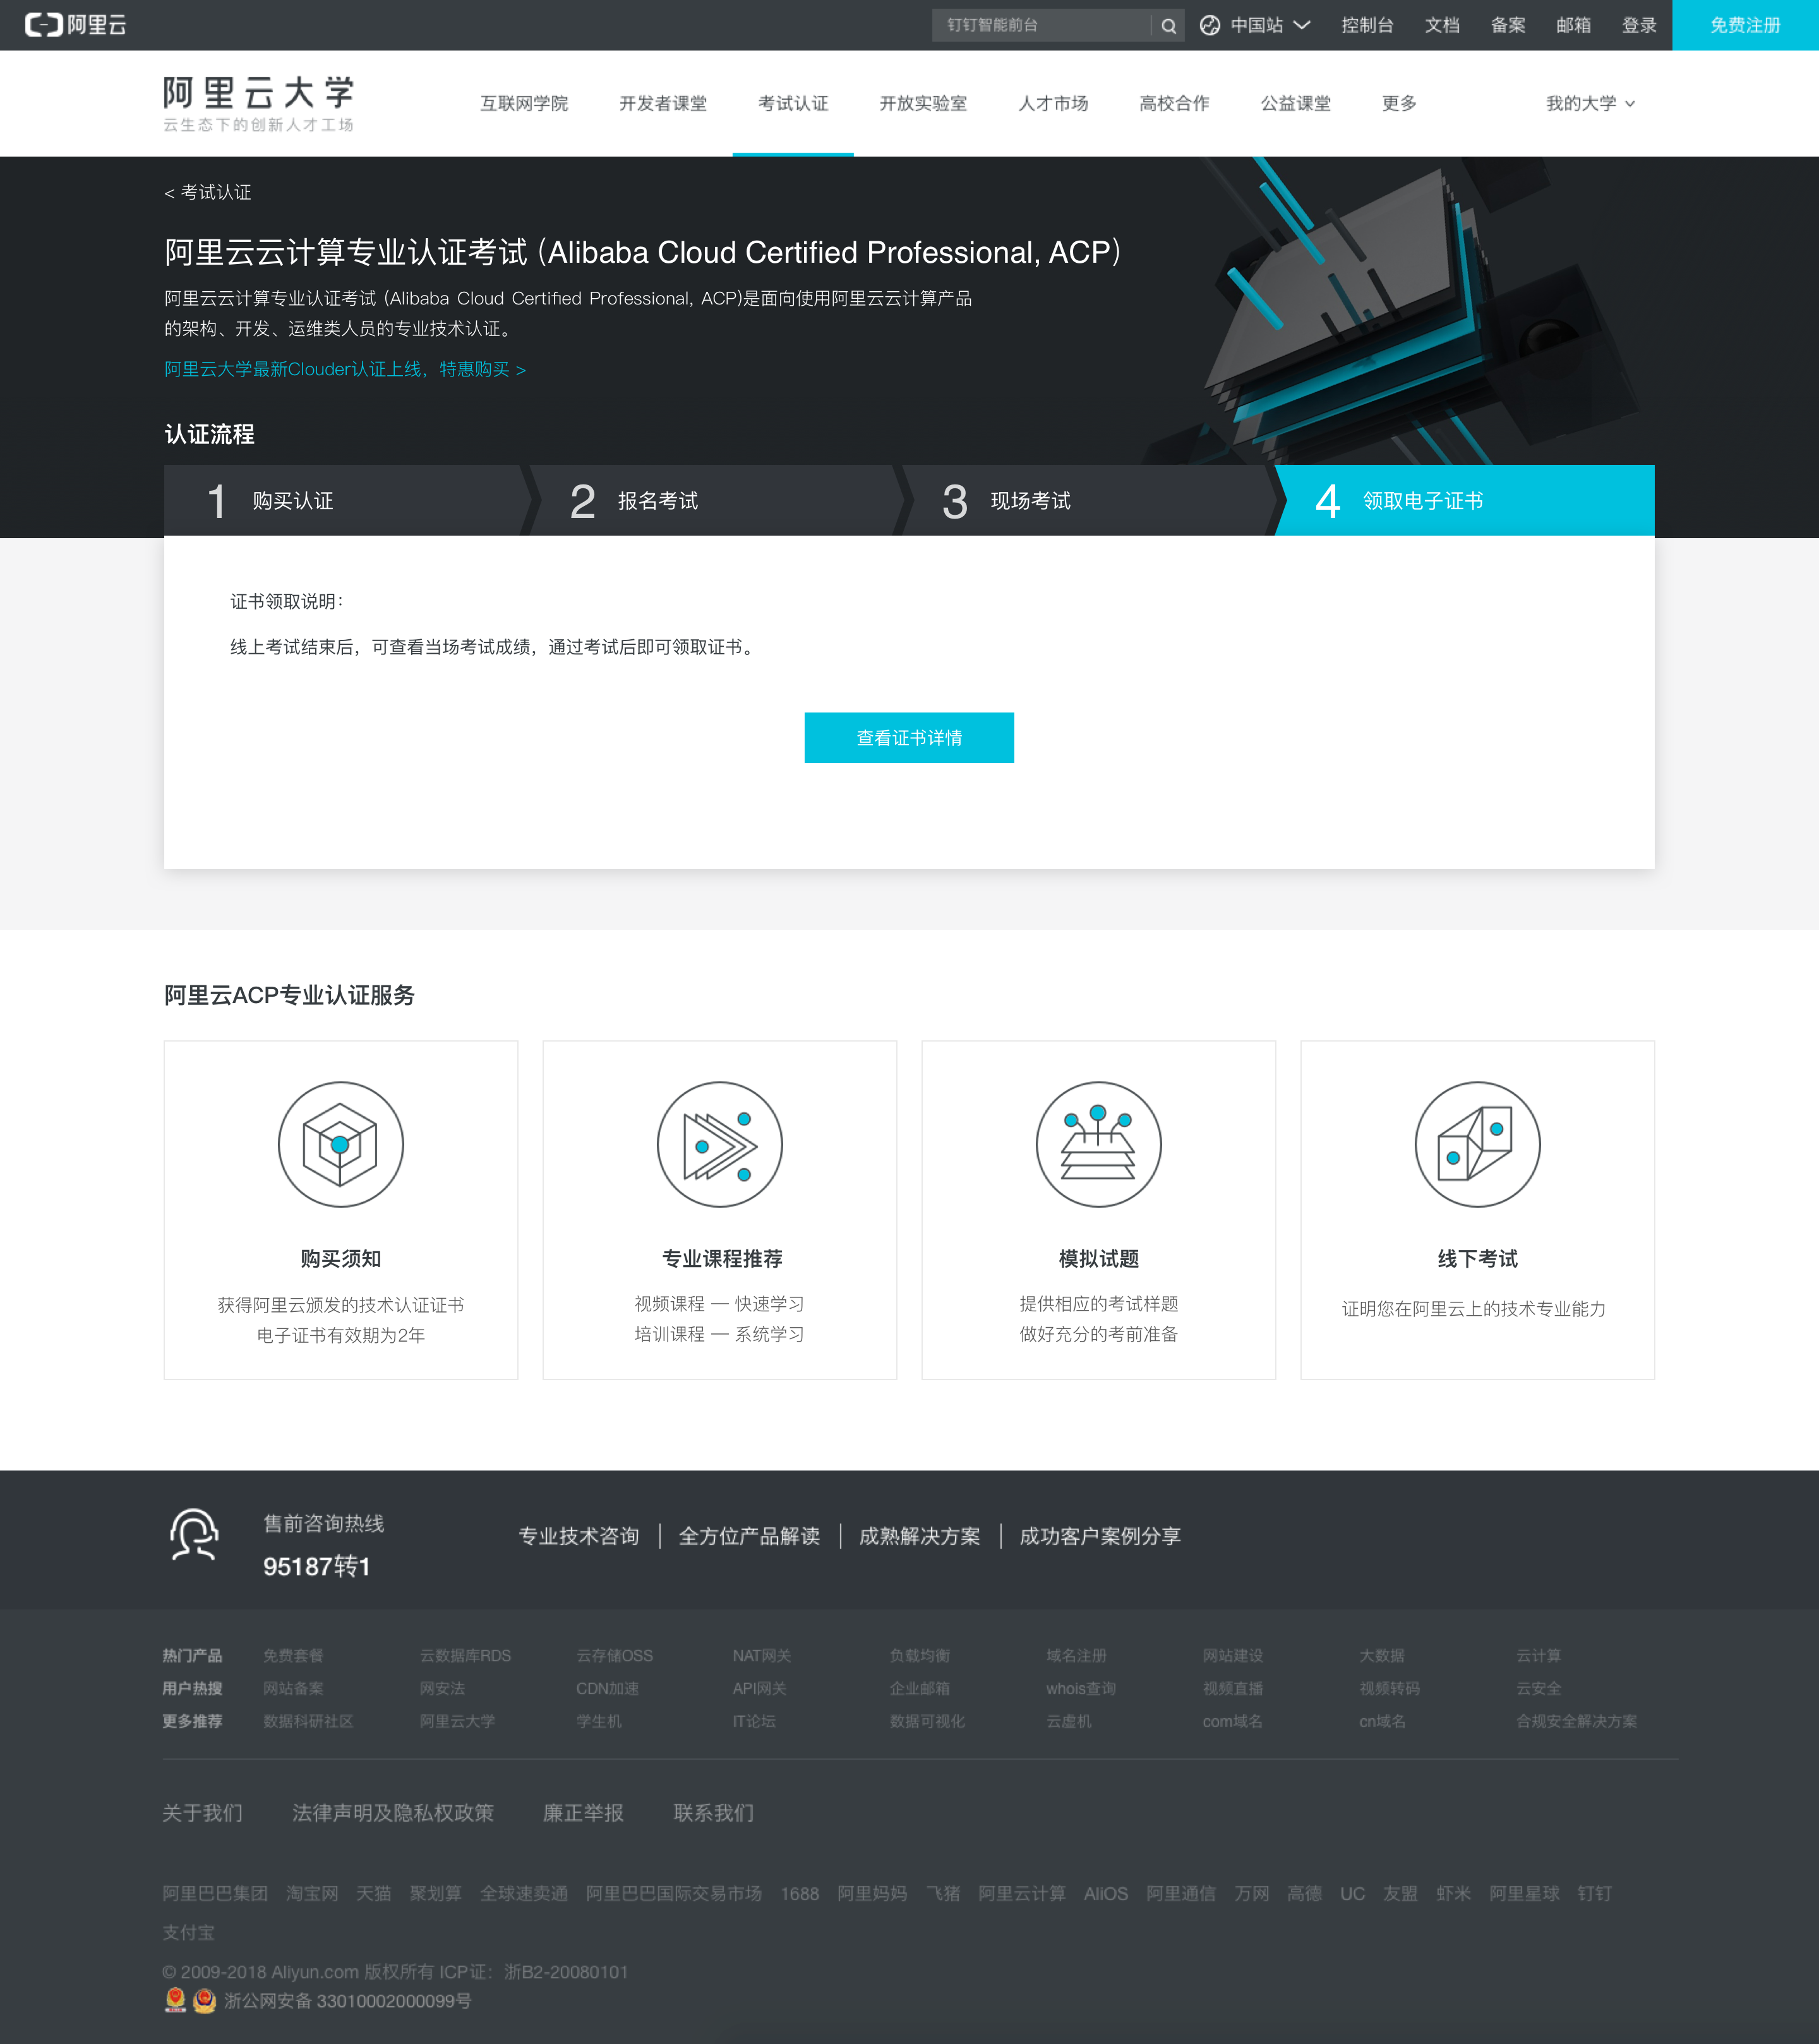 阿里云
钉钉智能前台
中国站
控制台
文档
备案
邮箱
登录
免费注册
阿里云大学
云生态下的创新人才工场
互联网学院
开发者课堂
考试认证
开放实验室
人才市场
高校合作
公益课堂
更多
我的大学
< 考试认证
阿里云云计算专业认证考试 (Alibaba Cloud Certified Professional, ACP)
阿里云云计算专业认证考试 (Alibaba Cloud Certified Professional, ACP)是面向使用阿里云云计算产品
的架构、开发、运维类人员的专业技术认证。
阿里云大学最新Clouder认证上线，特惠购买 >
认证流程
1 购买认证
2 报名考试
3 现场考试
4 领取电子证书
证书领取说明：
线上考试结束后，可查看当场考试成绩，通过考试后即可领取证书。
查看证书详情
阿里云ACP专业认证服务
购买须知
获得阿里云颁发的技术认证证书
电子证书有效期为2年
专业课程推荐
视频课程 — 快速学习
培训课程 — 系统学习
模拟试题
提供相应的考试样题
做好充分的考前准备
线下考试
证明您在阿里云上的技术专业能力
售前咨询热线
95187转1
专业技术咨询 | 全方位产品解读 | 成熟解决方案 | 成功客户案例分享
热门产品 免费套餐 云数据库RDS 云存储OSS NAT网关 负载均衡 域名注册 网站建设 大数据 云计算
用户热搜 网站备案 网安法 CDN加速 API网关 企业邮箱 whois查询 视频直播 视频转码 云安全
更多推荐 数据科研社区 阿里云大学 学生机 IT论坛 数据可视化 云虚机 com域名 cn域名 合规安全解决方案
关于我们 法律声明及隐私权政策 廉正举报 联系我们
阿里巴巴集团 淘宝网 天猫 聚划算 全球速卖通 阿里巴巴国际交易市场 1688 阿里妈妈 飞猪 阿里云计算 AliOS 阿里通信 万网 高德 UC 友盟 虾米 阿里星球 钉钉
支付宝
© 2009-2018 Aliyun.com 版权所有 ICP证：浙B2-20080101
浙公网安备 33010002000099号